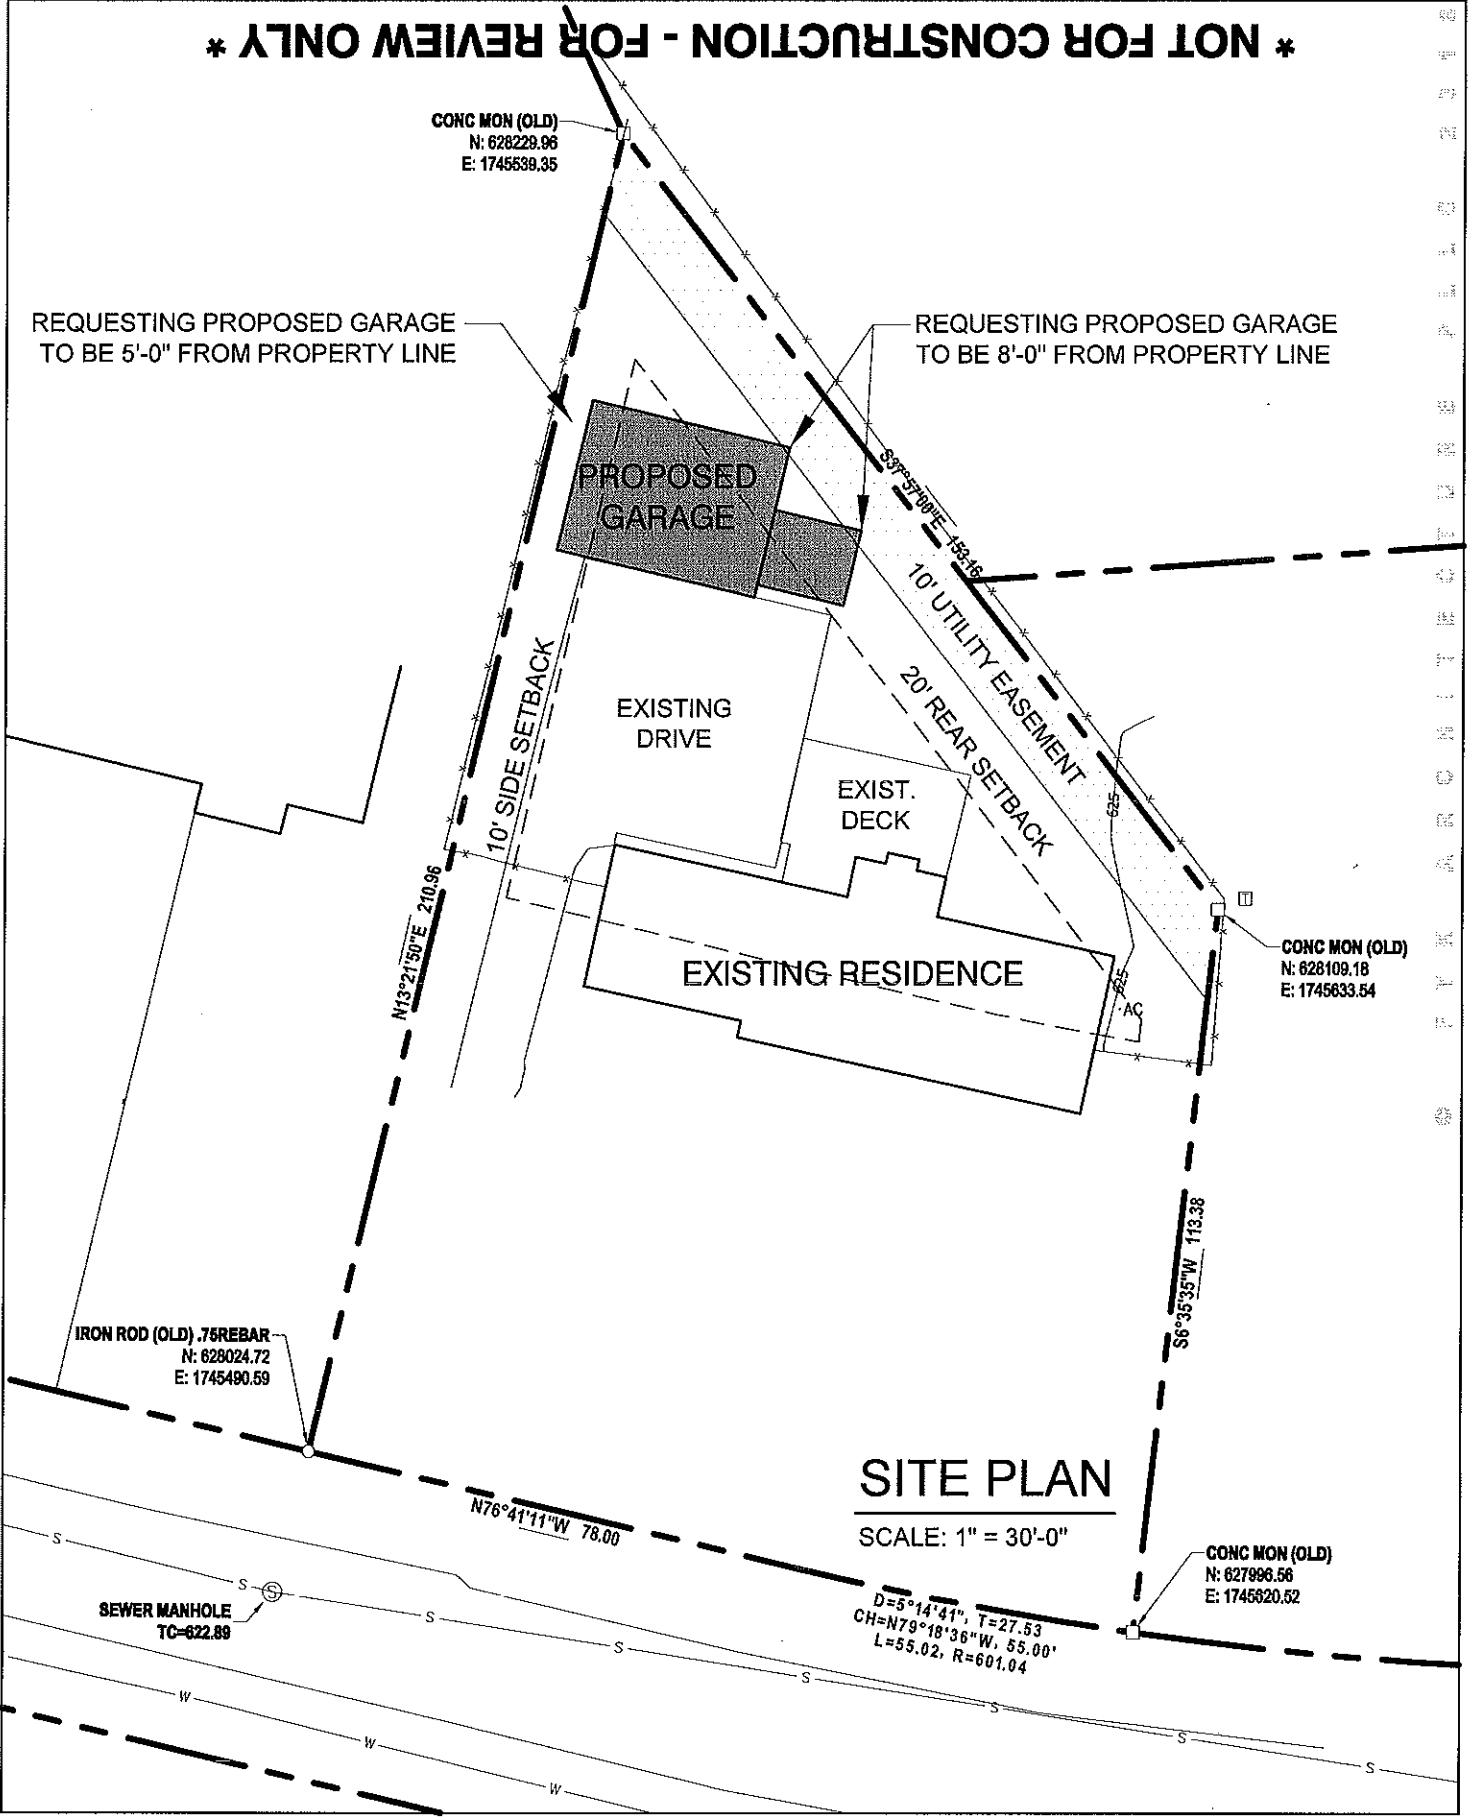 * NOT FOR CONSTRUCTION - FOR REVIEW ONLY *
CONC MON (OLD)
N: 628229.96
E: 1745539.35
REQUESTING PROPOSED GARAGE
TO BE 5'-0" FROM PROPERTY LINE
REQUESTING PROPOSED GARAGE
TO BE 8'-0" FROM PROPERTY LINE
PROPOSED
GARAGE
S37°57'00"E 153.16
10' UTILITY EASEMENT
20' REAR SETBACK
10' SIDE SETBACK
EXISTING
DRIVE
EXIST.
DECK
625
N13°21'50"E 210.96
EXISTING RESIDENCE
625
AC
T
CONC MON (OLD)
N: 628109.18
E: 1745633.54
S6°35'35"W 113.38
IRON ROD (OLD) .75REBAR
N: 628024.72
E: 1745490.59
SITE PLAN
SCALE: 1" = 30'-0"
N76°41'11"W 78.00
CONC MON (OLD)
N: 627996.56
E: 1745620.52
D=5°14'41", T=27.53
CH=N79°18'36"W, 55.00'
L=55.02, R=601.04
SEWER MANHOLE
TC=622.89
S
S
S
S
S
S
S
S
S
W
W
W